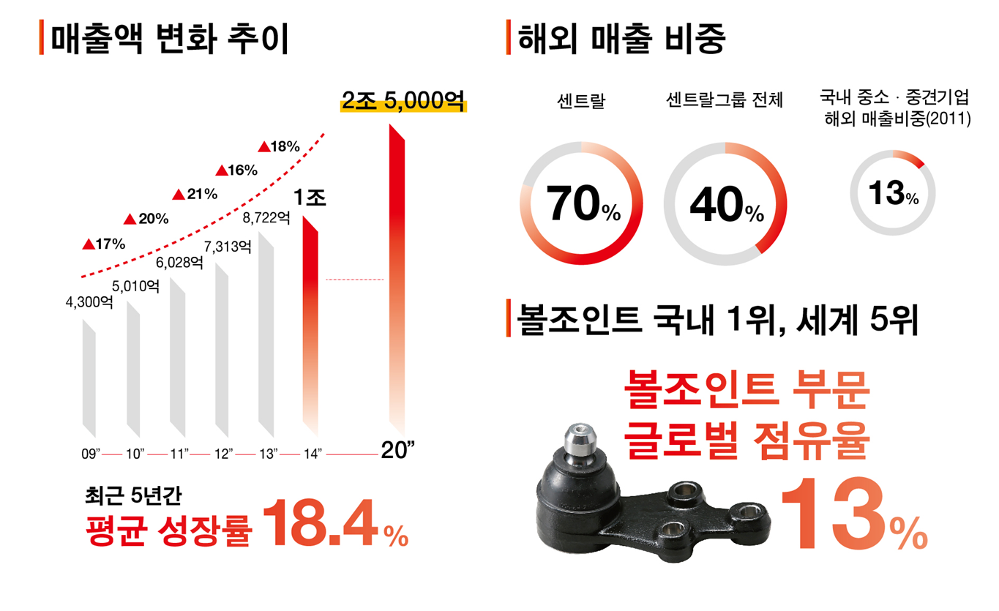 매출액 변화 추이
2조 5,000억
▲18%
▲16%
▲21%
▲20%
▲17%
1조
8,722억
7,313억
6,028억
5,010억
4,300억
09” 10” 11” 12” 13” 14” 20”
최근 5년간
평균 성장률 18.4%
해외 매출 비중
센트랄
70%
센트랄그룹 전체
40%
국내 중소 · 중견기업
해외 매출비중(2011)
13%
볼조인트 국내 1위, 세계 5위
볼조인트 부문
글로벌 점유율
13%